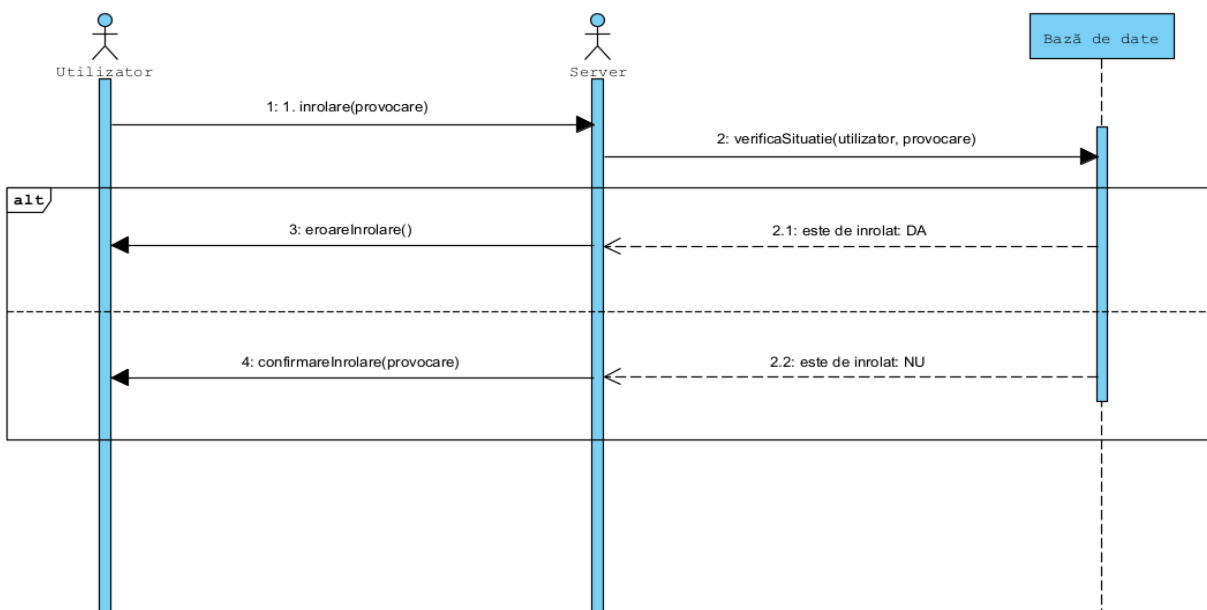 Utilizator
Server
Bază de date
1: 1. inrolare(provocare)
2: verificaSituatie(utilizator, provocare)
alt
3: eroareInrolare()
2.1: este de inrolat: DA
4: confirmareInrolare(provocare)
2.2: este de inrolat: NU